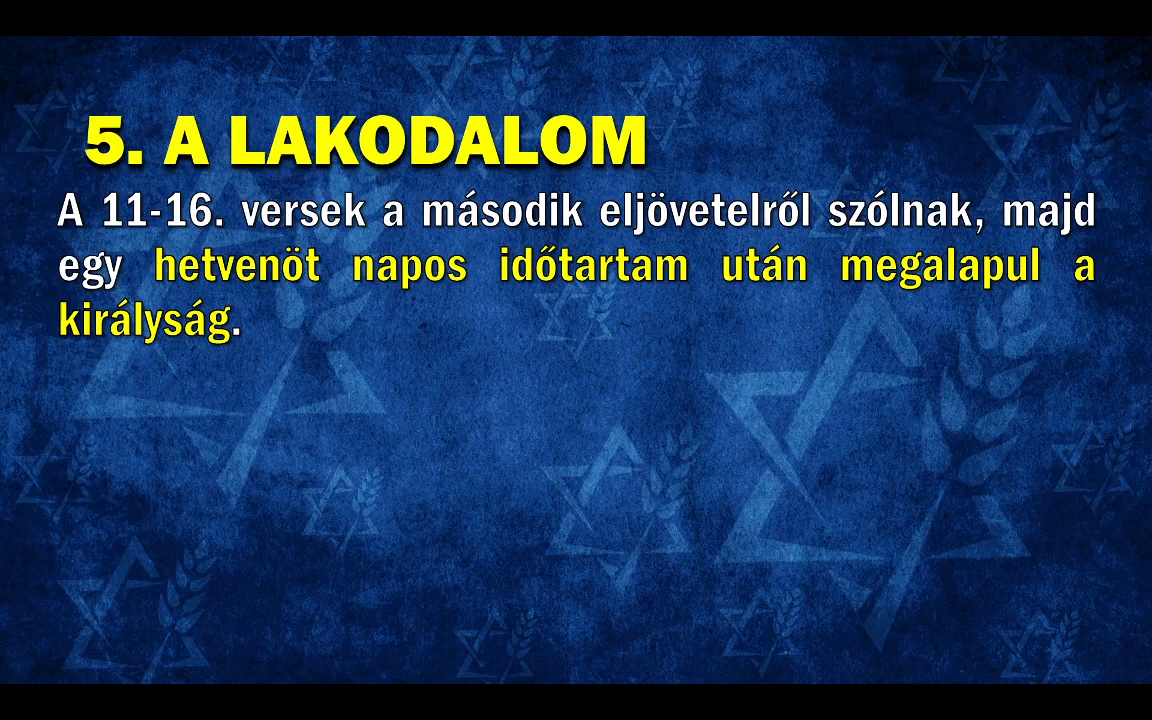 5. A LAKODALOM
A 11-16. versek a második eljövetelről szólnak, majd
egy hetvenöt napos időtartam után megalapul a
királyság.